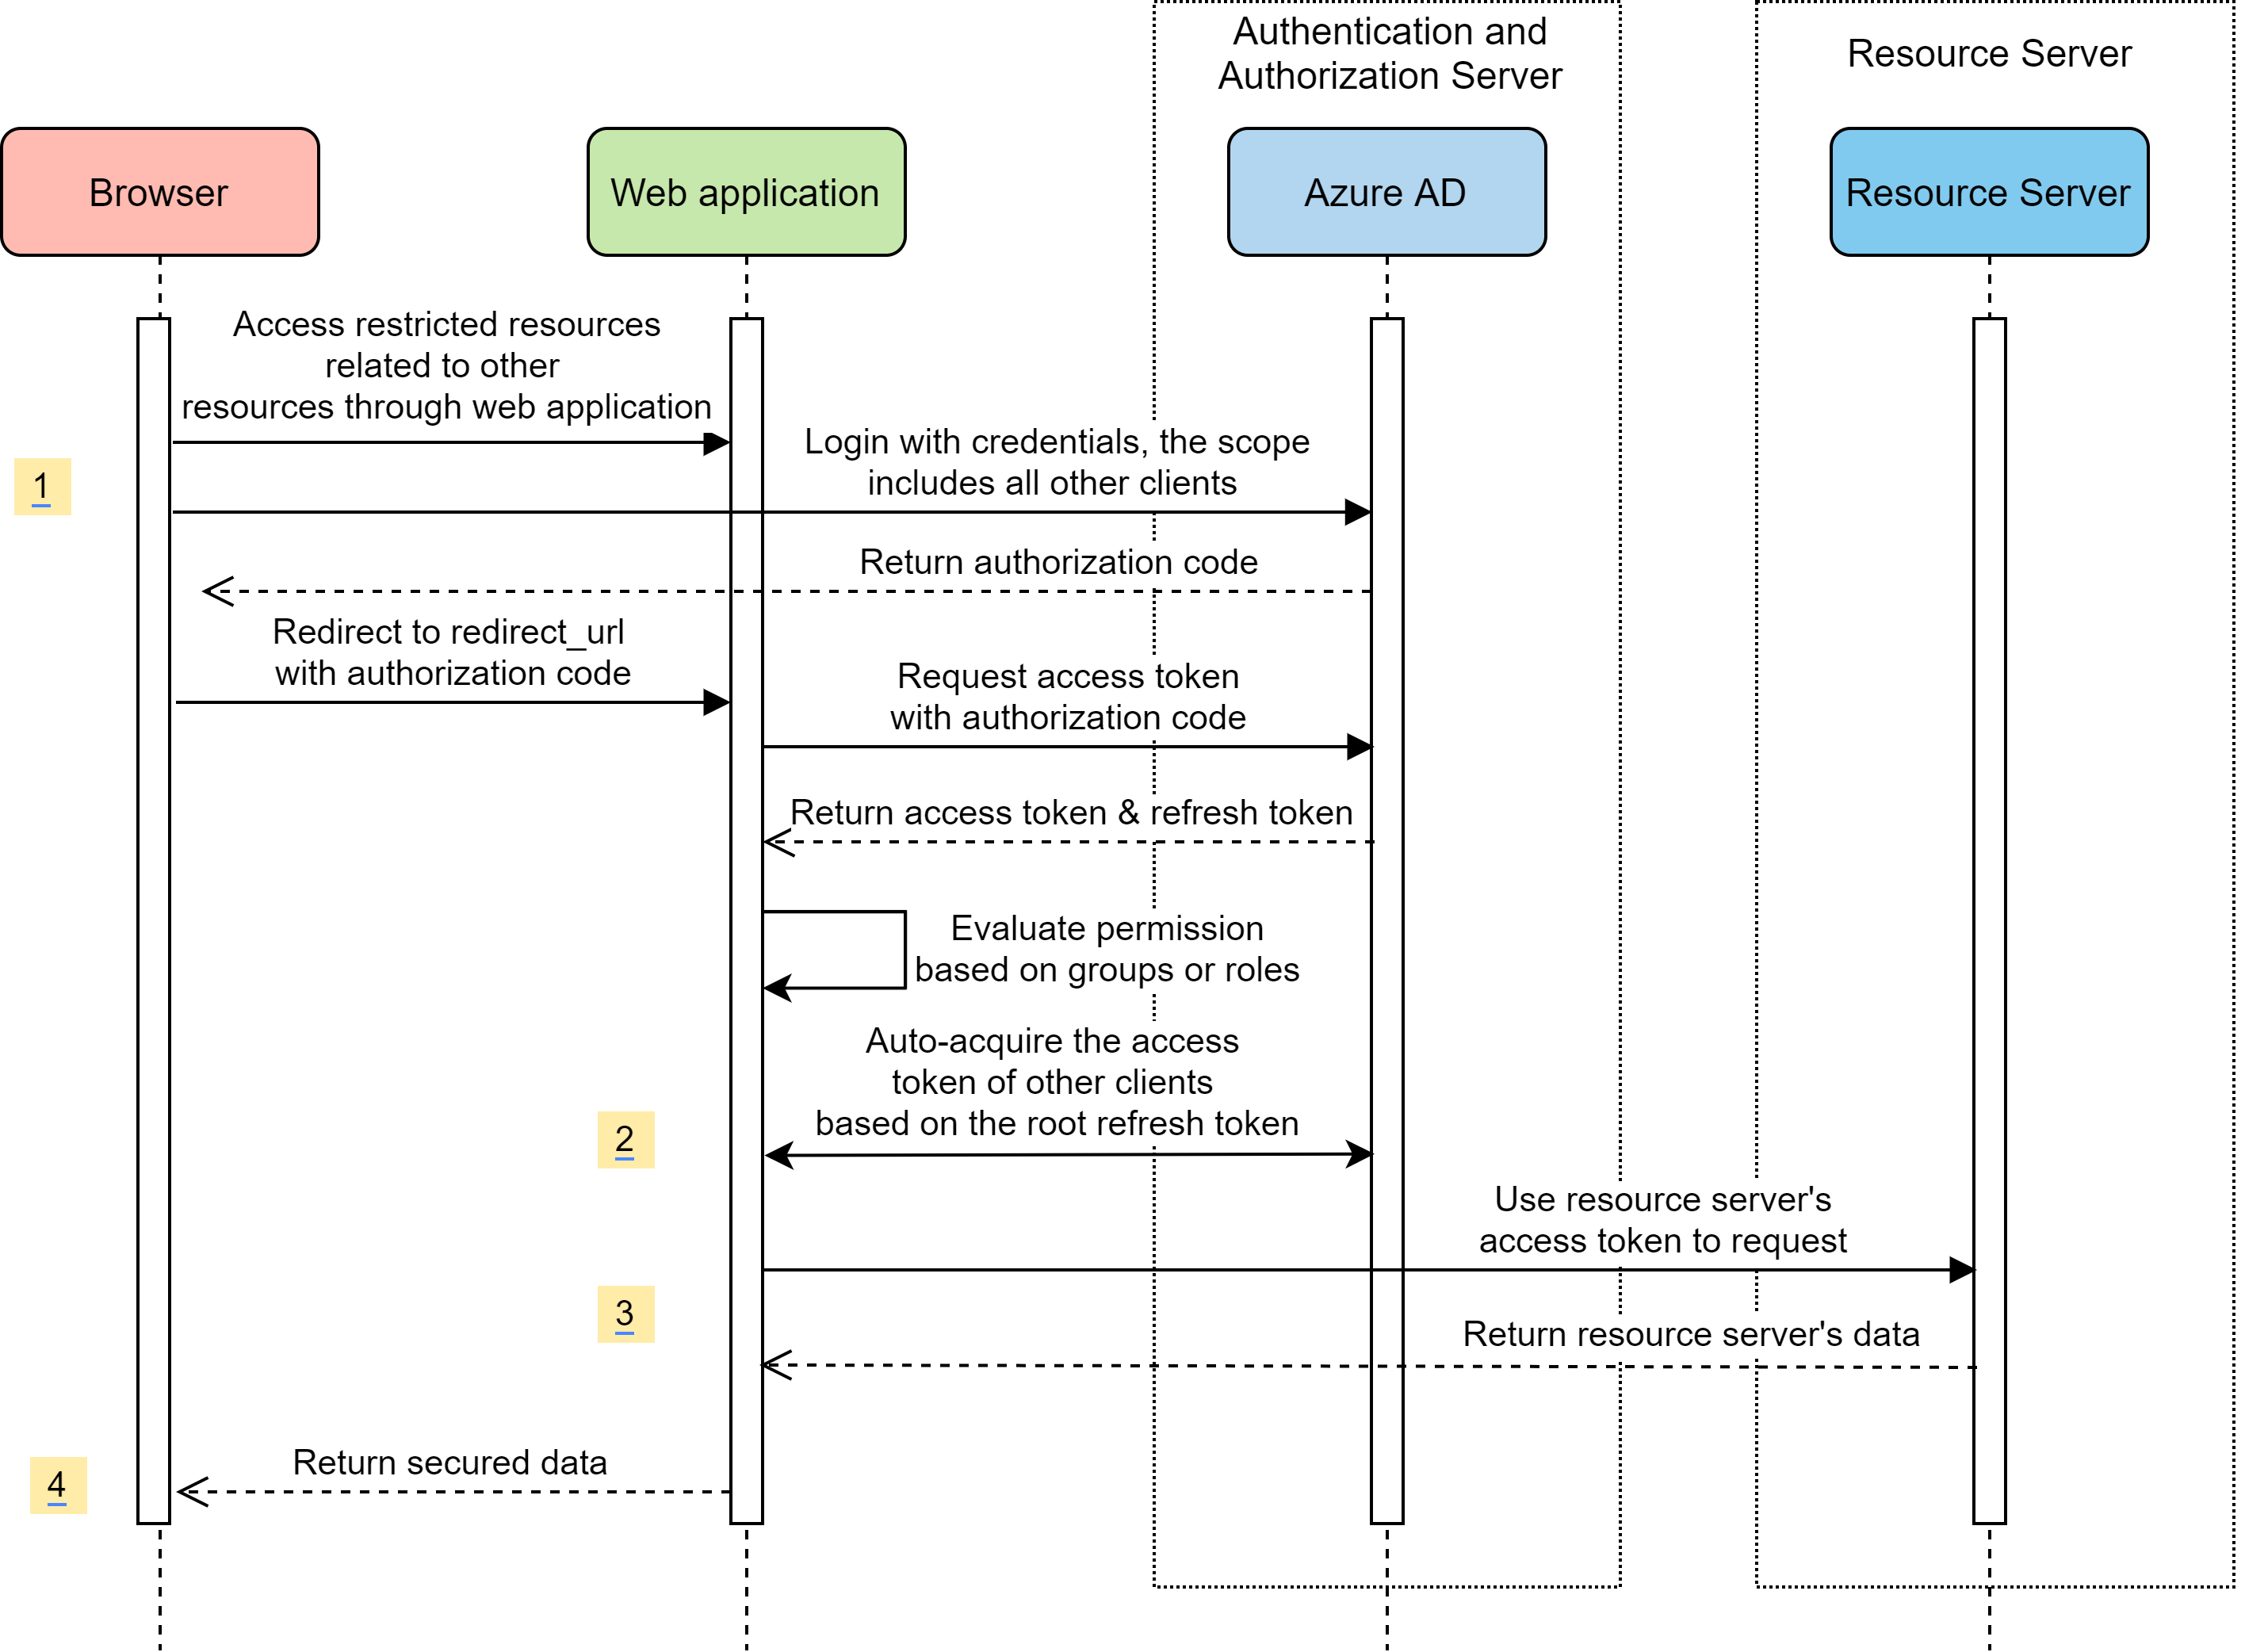 Authentication and
Authorization Server
Resource Server
Browser
Web application
Azure AD
Resource Server
Access restricted resources
related to other
resources through web application
Login with credentials, the scope
includes all other clients
1
Return authorization code
Redirect to redirect_url
with authorization code
Request access token
with authorization code
Return access token & refresh token
Evaluate permission
based on groups or roles
Auto-acquire the access
token of other clients
based on the root refresh token
2
Use resource server's
access token to request
3
Return resource server's data
Return secured data
4